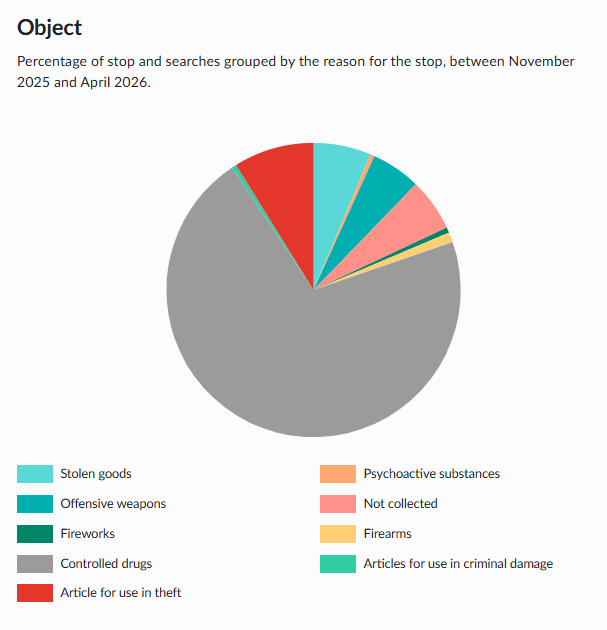 Object
Percentage of stop and searches grouped by the reason for the stop, between November
2025 and April 2026.
Stolen goods
Psychoactive substances
Offensive weapons
Not collected
Fireworks
Firearms
Controlled drugs
Articles for use in criminal damage
Article for use in theft